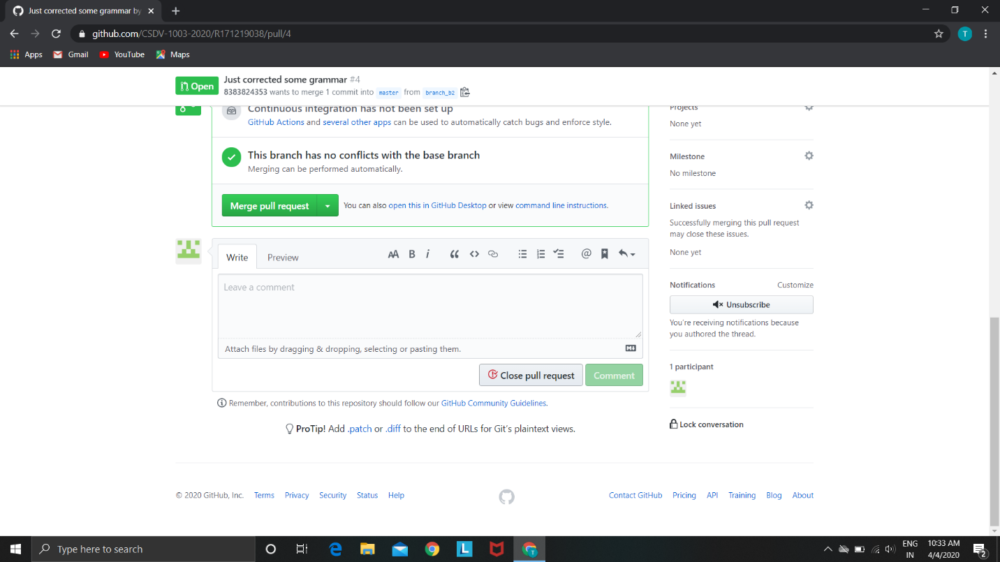 Just corrected some grammar by
github.com/CSDV-1003-2020/R171219038/pull/4
T
Apps Gmail YouTube Maps
Open
Just corrected some grammar #4
8383824353 wants to merge 1 commit into master from branch_b2
Continuous integration has not been set up
GitHub Actions and several other apps can be used to automatically catch bugs and enforce style.
This branch has no conflicts with the base branch
Merging can be performed automatically.
Merge pull request
You can also open this in GitHub Desktop or view command line instructions.
Write Preview
AA B i
@
Leave a comment
Attach files by dragging & dropping, selecting or pasting them.
Close pull request Comment
Remember, contributions to this repository should follow our GitHub Community Guidelines.
ProTip! Add .patch or .diff to the end of URLs for Git's plaintext views.
Projects
None yet
Milestone
No milestone
Linked issues
Successfully merging this pull request
may close these issues.
None yet
Notifications Customize
Unsubscribe
You're receiving notifications because
you authored the thread.
1 participant
Lock conversation
© 2020 GitHub, Inc. Terms Privacy Security Status Help
Contact GitHub Pricing API Training Blog About
Type here to search
L
T
ENG
IN
10:33 AM
4/4/2020
2